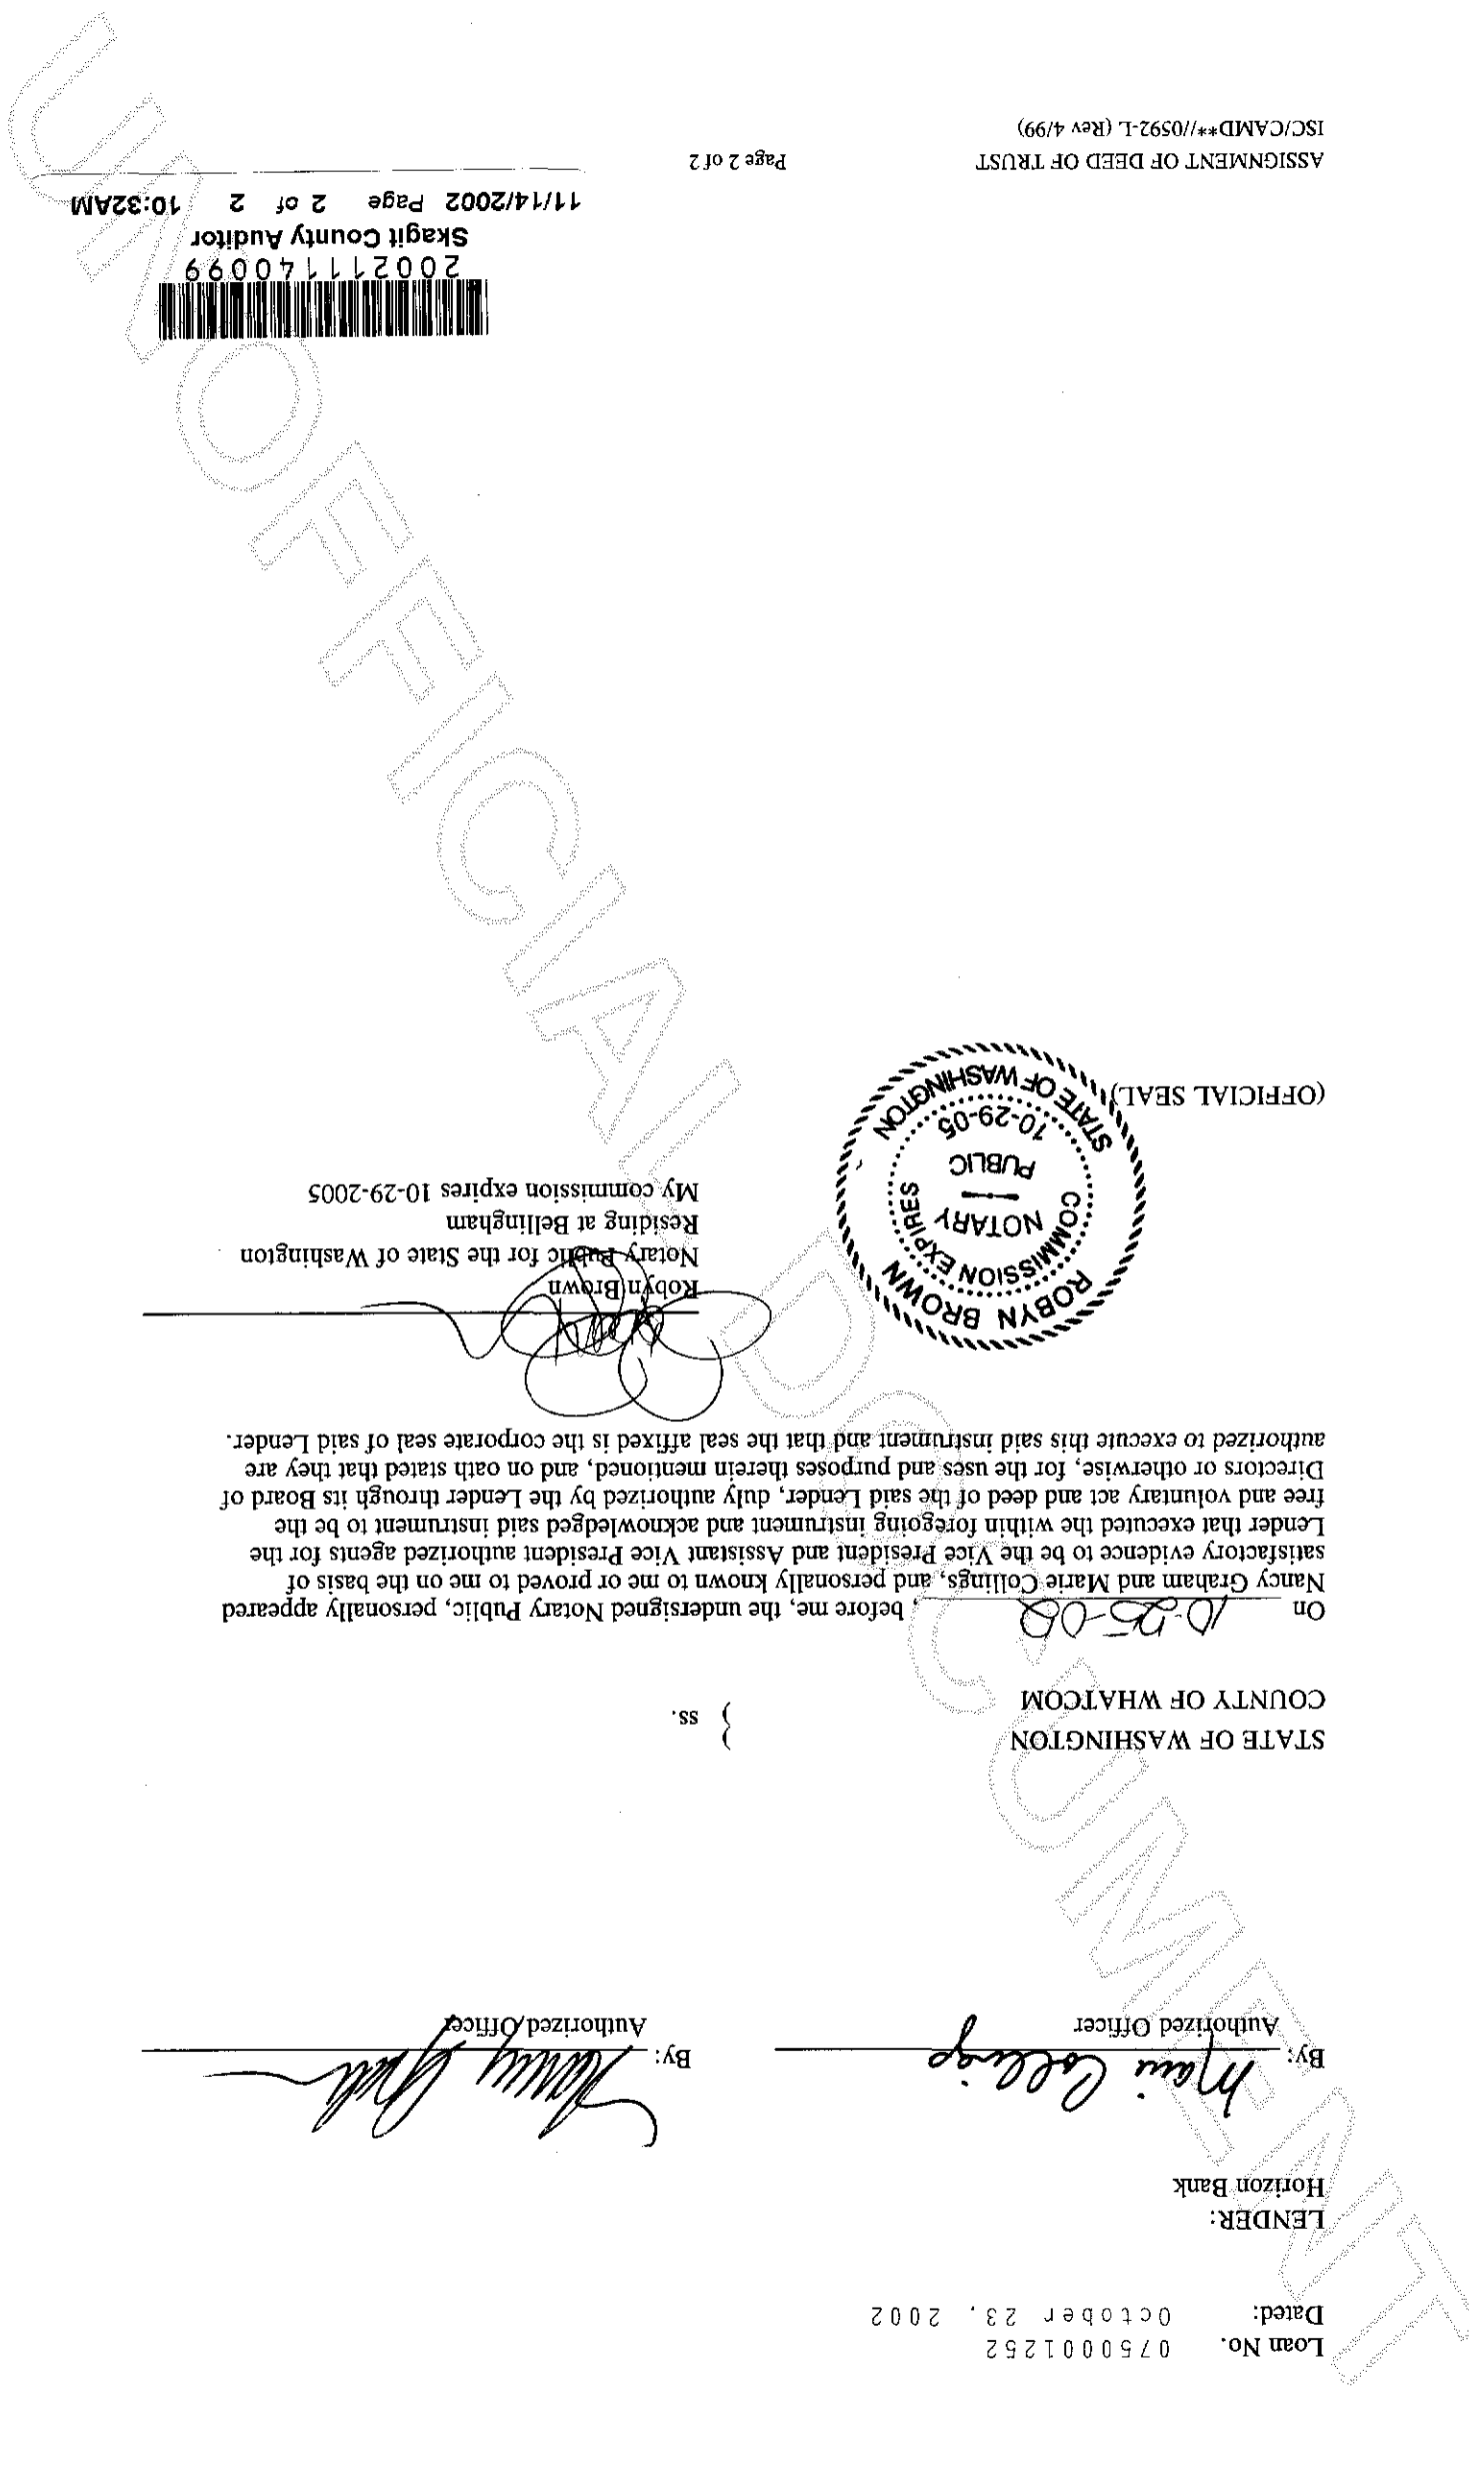 Loan No. 0750001252
Dated: October 23, 2002
LENDER:
Horizon Bank
By: Marie Collings
Authorized Officer
By: Nancy Graham
Authorized Officer
STATE OF WASHINGTON
} ss.
COUNTY OF WHATCOM
On 10-25-02, before me, the undersigned Notary Public, personally appeared
Nancy Graham and Marie Collings, and personally known to me or proved to me on the basis of
satisfactory evidence to be the Vice President and Assistant Vice President authorized agents for the
Lender that executed the within foregoing instrument and acknowledged said instrument to be the
free and voluntary act and deed of the said Lender, duly authorized by the Lender through its Board of
Directors or otherwise, for the uses and purposes therein mentioned, and on oath stated that they are
authorized to execute this said instrument and that the seal affixed is the corporate seal of said Lender.
Robyn Brown
Notary Public for the State of Washington
Residing at Bellingham
My commission expires 10-29-2005
(OFFICIAL SEAL)
ROBYN BROWN
COMMISSION EXPIRES
NOTARY
PUBLIC
10-29-05
STATE OF WASHINGTON
200211140099
Skagit County Auditor
11/14/2002 Page 2 of 2 10:32AM
ASSIGNMENT OF DEED OF TRUST
Page 2 of 2
ISC/CAMD**//0592-L (Rev 4/99)
UNOFFICIAL DOCUMENT